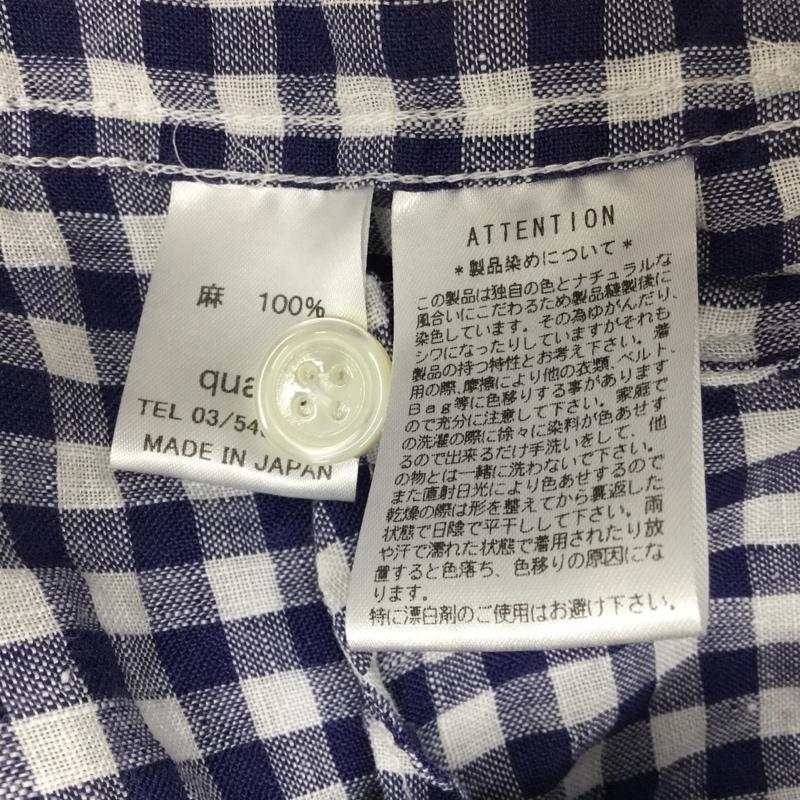 麻 100%
qua
TEL 03/54
MADE IN JAPAN
ATTENTION
*製品染めについて*
この製品は独自の色とナチュラルな
風合いにこだわるため製品縫製後に
染色しています。その為ゆがんだり、
シワになったりしていますがそれも
製品の持つ特性とお考え下さい。着
用の際、摩擦により他の衣類、ベルト、
Bag等に色移りする事があります
ので充分に注意して下さい。家庭で
の洗濯の際に徐々に染料が色あせす
るので出来るだけ手洗いをして、他
の物とは一緒に洗わないで下さい。
また直射日光により色あせするので
乾燥の際は形を整えてから裏返した
状態で日陰で平干しして下さい。雨
や汗で濡れた状態で着用されたり放
置すると色落ち、色移りの原因にな
ります。
特に漂白剤のご使用はお避け下さい。